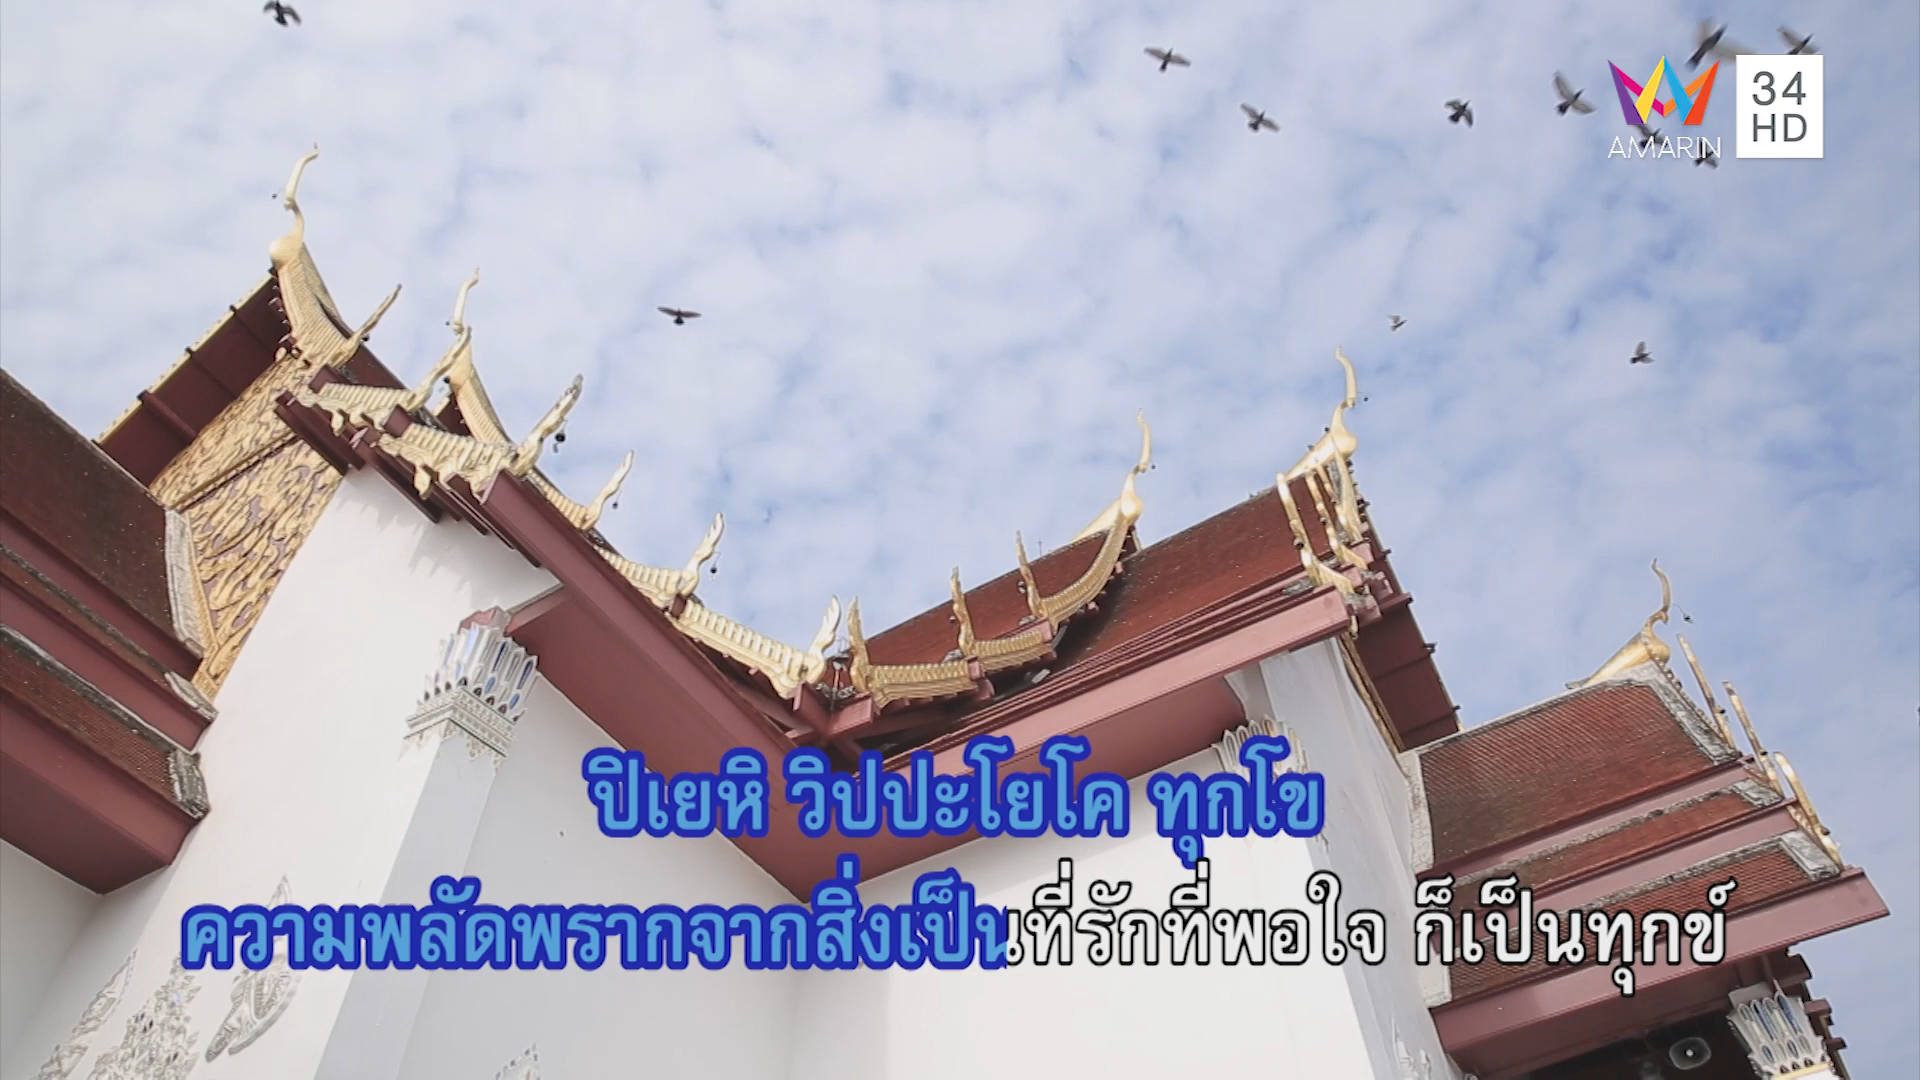 AMARIN
34
HD
ปิเยหิ วิปปะโยโค ทุกโข
ความพลัดพรากจากสิ่งเป็นที่รักที่พอใจ ก็เป็นทุกข์